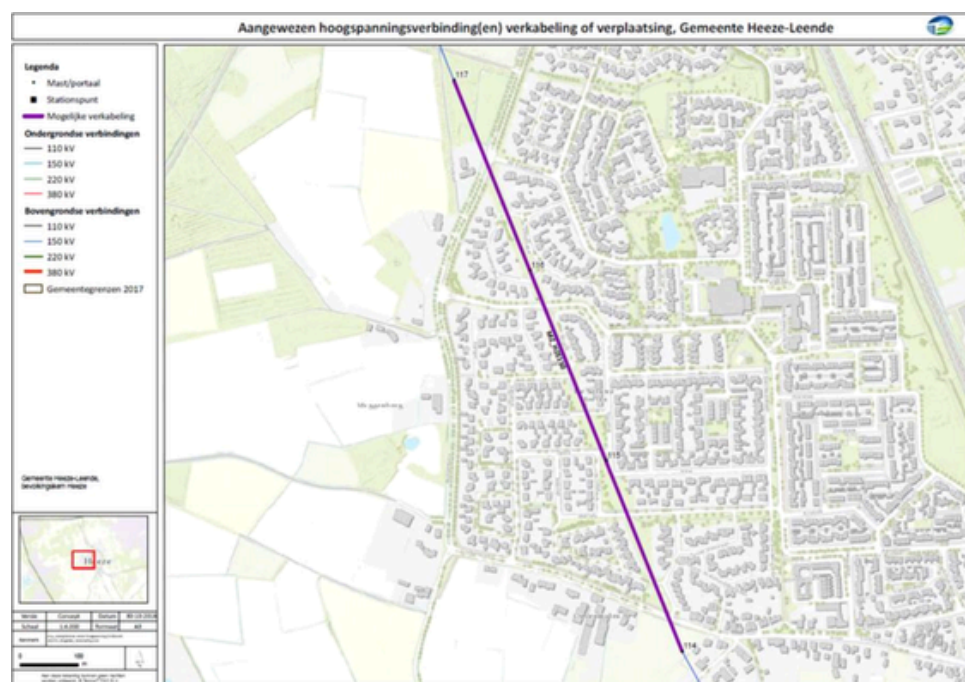 Aangewezen hoogspanningsverbinding(en) verkabeling of verplaatsing, Gemeente Heeze-Leende
Legenda
Mast/portaal
Stationspunt
Mogelijke verkabeling
Ondergrondse verbindingen
110 kV
150 kV
220 kV
380 kV
Bovengrondse verbindingen
110 kV
150 kV
220 kV
380 kV
Gemeentegrenzen 2017
Gemeente Heeze-Leende,
bevolkingskern Heeze
Versie Concept Datum
Schaal Formaat A3
0 100
m
117
116
115
114